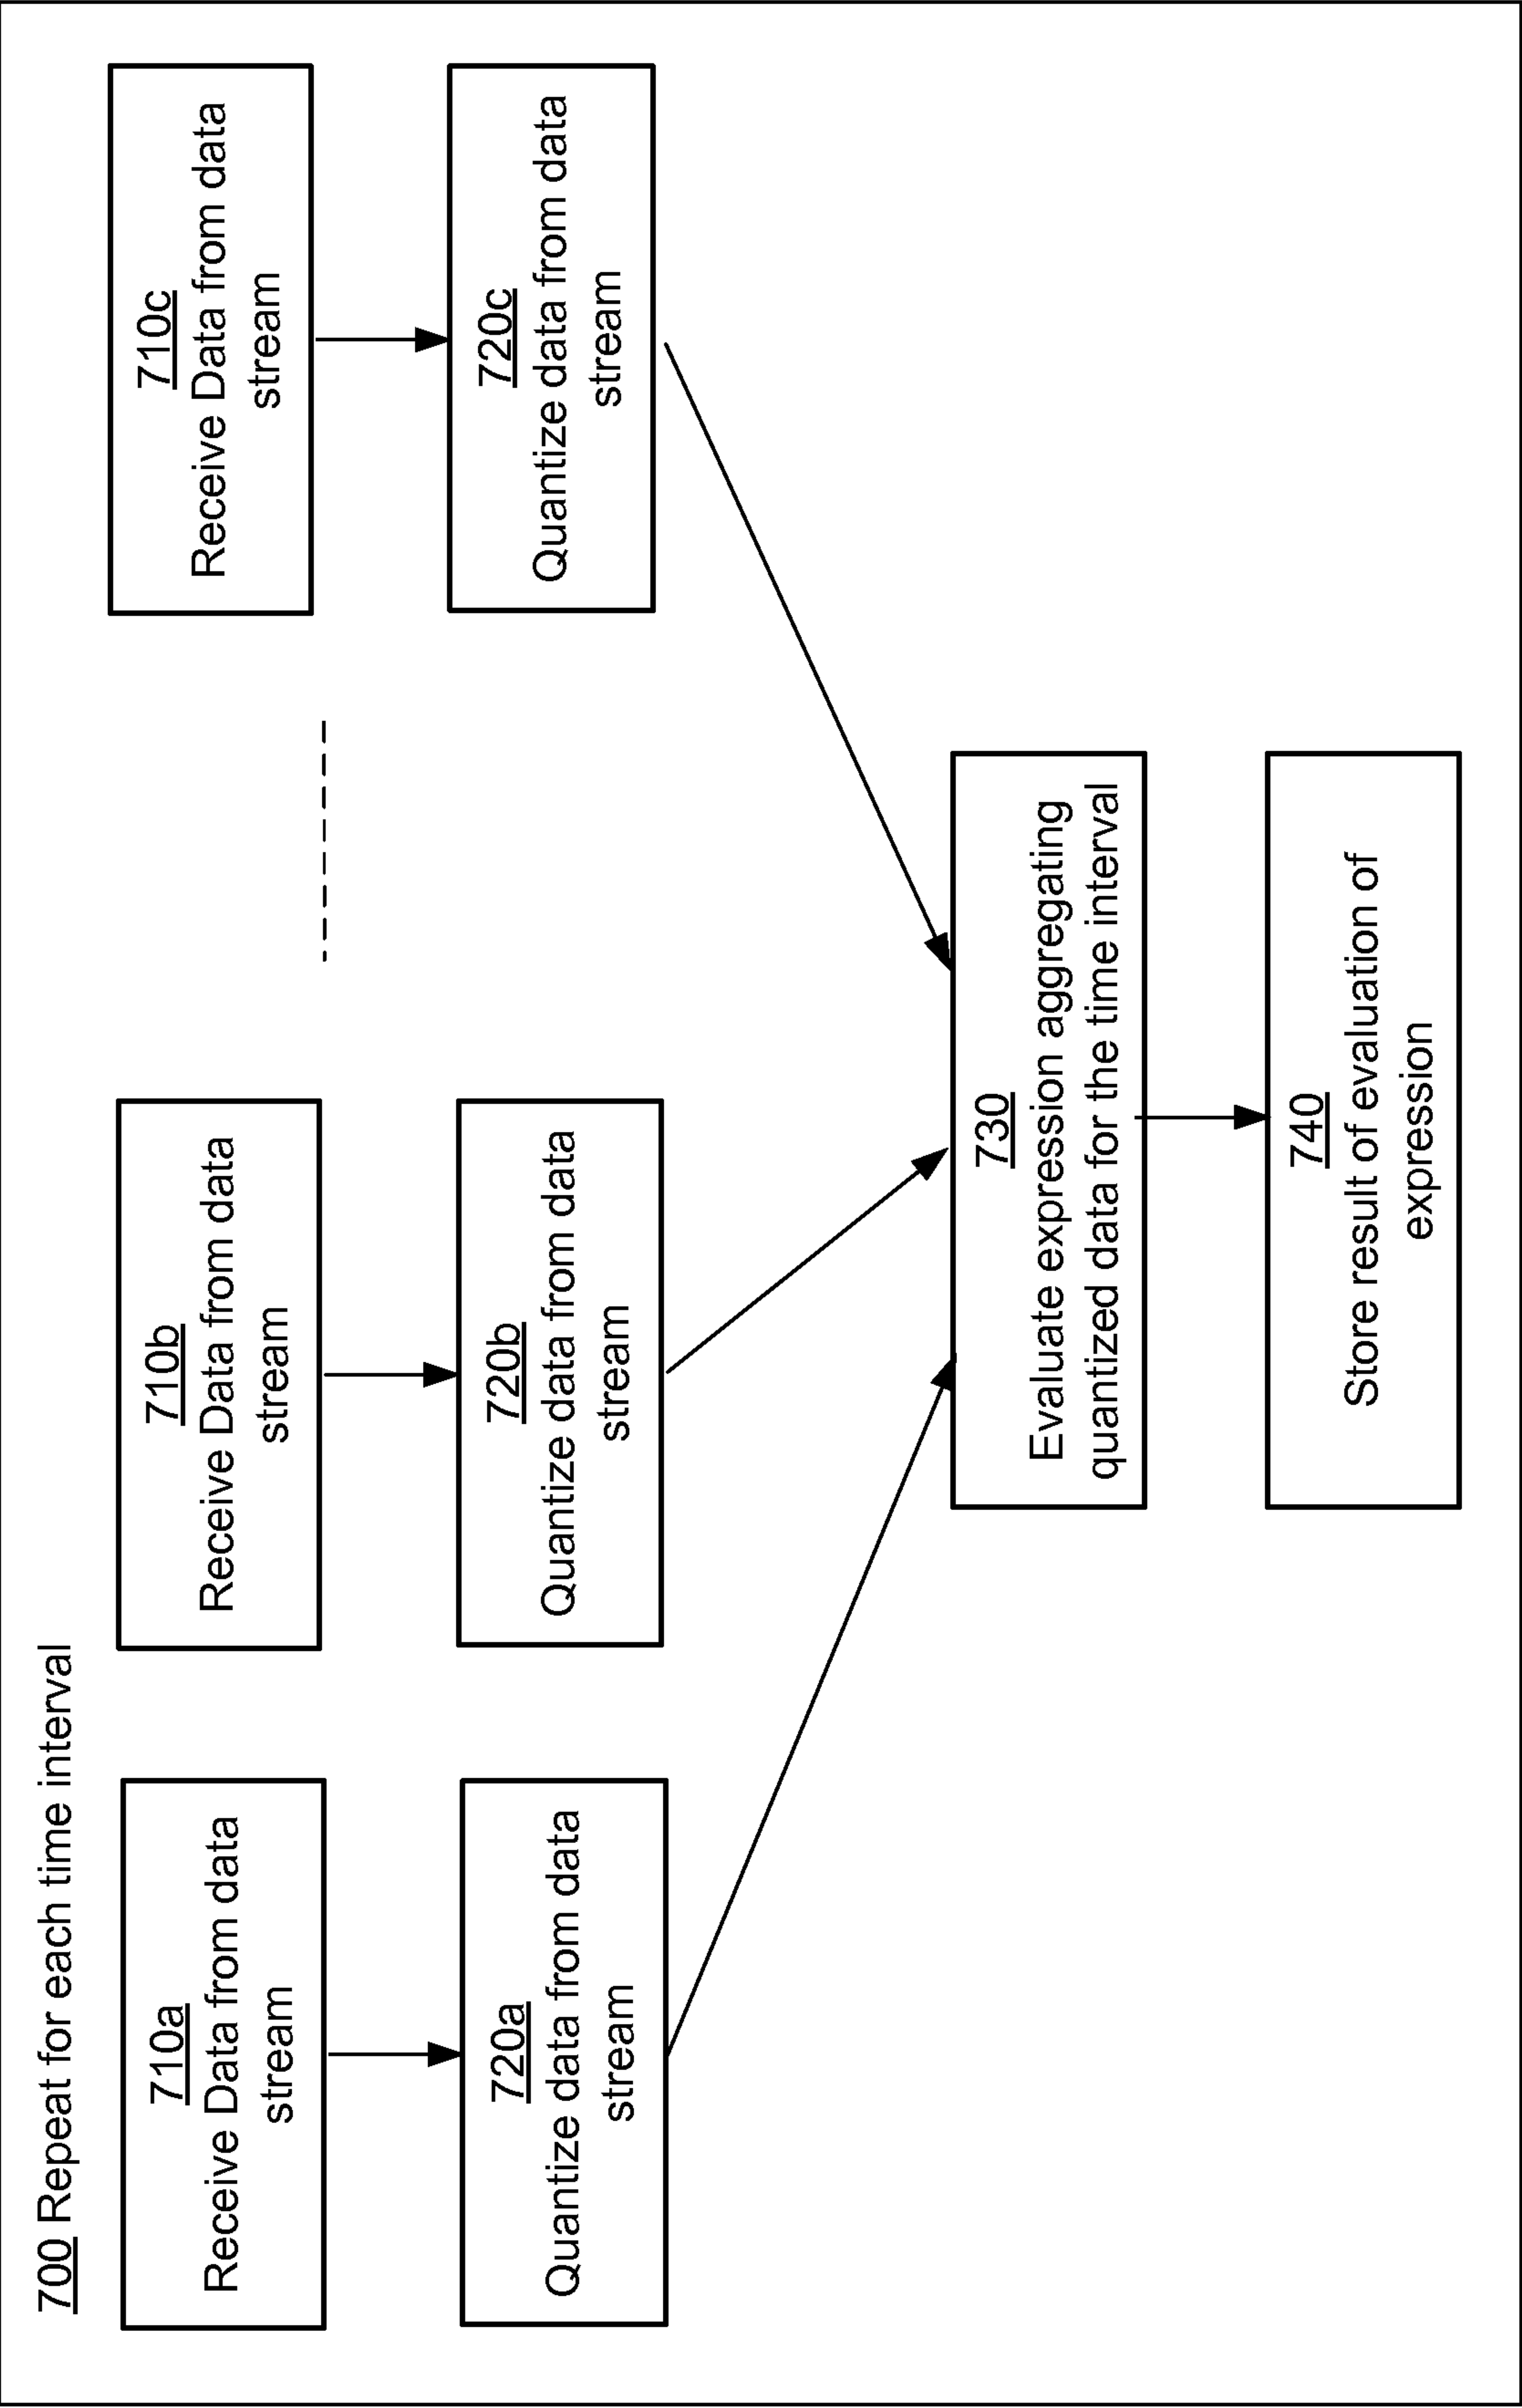 700 Repeat for each time interval
710a
Receive Data from data
stream
710b
Receive Data from data
stream
710c
Receive Data from data
stream
720a
Quantize data from data
stream
720b
Quantize data from data
stream
720c
Quantize data from data
stream
730
Evaluate expression aggregating
quantized data for the time interval
740
Store result of evaluation of
expression